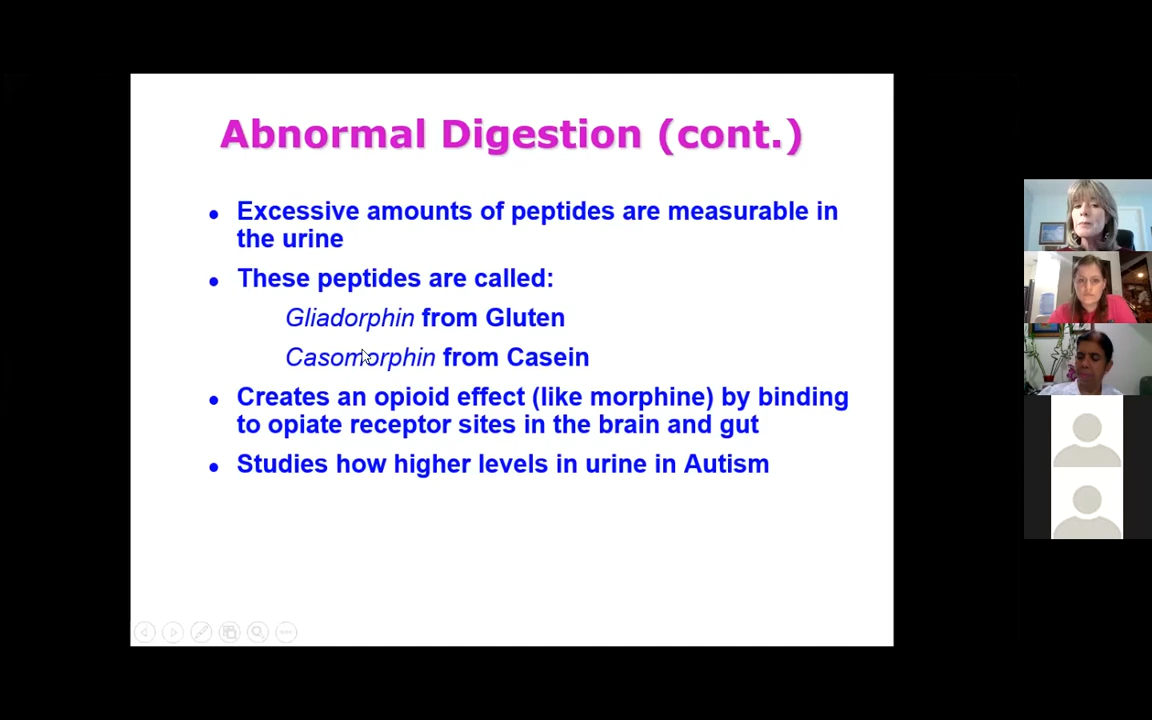 Abnormal Digestion (cont.)
• Excessive amounts of peptides are measurable in
the urine
• These peptides are called:
Gliadorphin from Gluten
Casomorphin from Casein
• Creates an opioid effect (like morphine) by binding
to opiate receptor sites in the brain and gut
• Studies how higher levels in urine in Autism